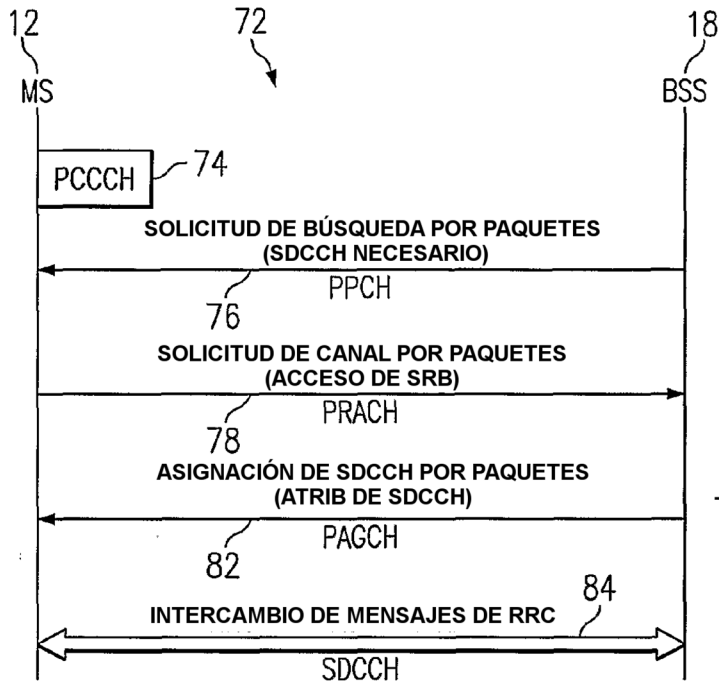 12
72
18
MS
BSS
PCCCH
74
SOLICITUD DE BÚSQUEDA POR PAQUETES
(SDCCH NECESARIO)
PPCH
76
SOLICITUD DE CANAL POR PAQUETES
(ACCESO DE SRB)
PRACH
78
ASIGNACIÓN DE SDCCH POR PAQUETES
(ATRIB DE SDCCH)
PAGCH
82
INTERCAMBIO DE MENSAJES DE RRC
84
SDCCH